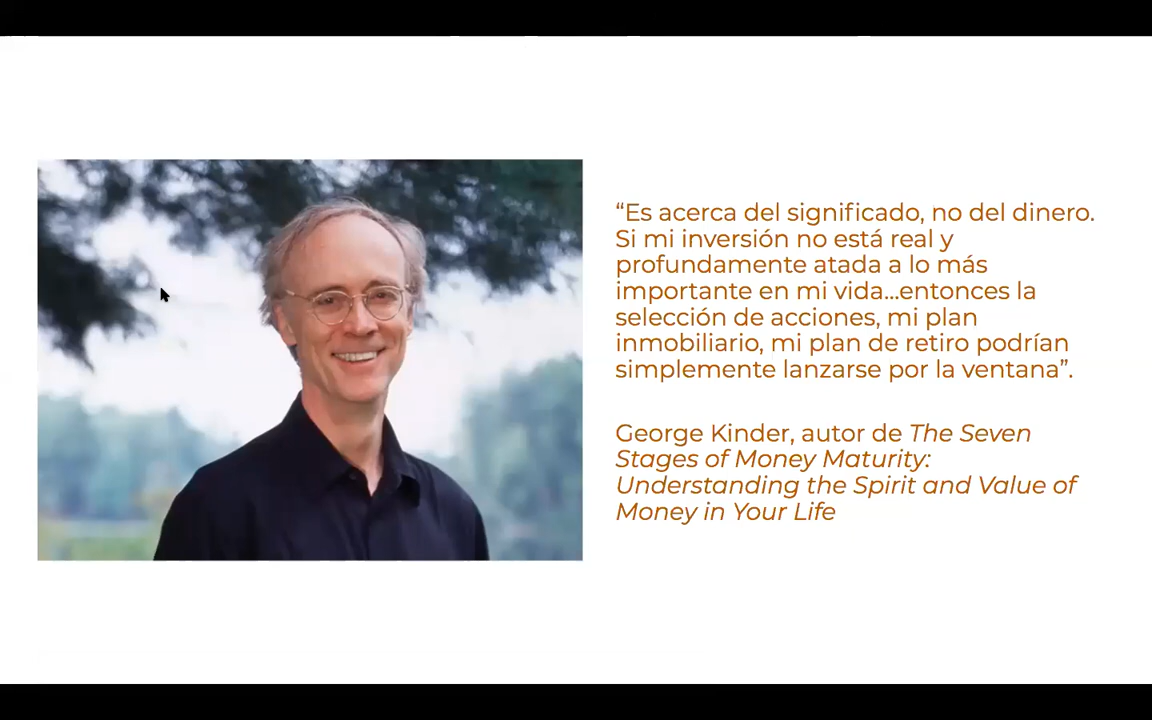 “Es acerca del significado, no del dinero.
Si mi inversión no está real y
profundamente atada a lo más
importante en mi vida...entonces la
selección de acciones, mi plan
inmobiliario, mi plan de retiro podrían
simplemente lanzarse por la ventana”.
George Kinder, autor de The Seven
Stages of Money Maturity:
Understanding the Spirit and Value of
Money in Your Life